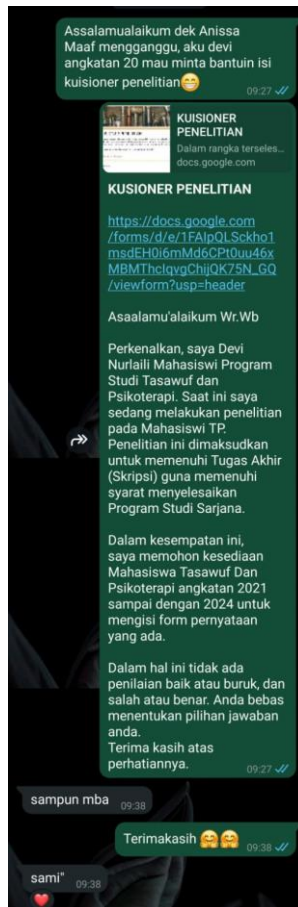 Assalamualaikum dek Anissa
Maaf mengganggu, aku devi
angkatan 20 mau minta bantuin isi
kuisioner penelitian😁
09:27
KUISIONER
PENELITIAN
Dalam rangka terseles...
docs.google.com
KUSIONER PENELITIAN
https://docs.google.com
/forms/d/e/1FAIpQLSckho1
msdEH0i6mMd6CPt0uu46x
MBMThcIqvgChijQK75N_GQ
/viewform?usp=header
Asaalamu'alaikum Wr.Wb
Perkenalkan, saya Devi
Nurlaili Mahasiswi Program
Studi Tasawuf dan
Psikoterapi. Saat ini saya
sedang melakukan penelitian
pada Mahasiswi TP.
Penelitian ini dimaksudkan
untuk memenuhi Tugas Akhir
(Skripsi) guna memenuhi
syarat menyelesaikan
Program Studi Sarjana.
Dalam kesempatan ini,
saya memohon kesediaan
Mahasiswa Tasawuf Dan
Psikoterapi angkatan 2021
sampai dengan 2024 untuk
mengisi form pernyataan
yang ada.
Dalam hal ini tidak ada
penilaian baik atau buruk, dan
salah atau benar. Anda bebas
menentukan pilihan jawaban
anda.
Terima kasih atas
perhatiannya.
09:27
sampun mba 09:38
Terimakasih 🤗🤗 09:38
sami" 09:38
❤️